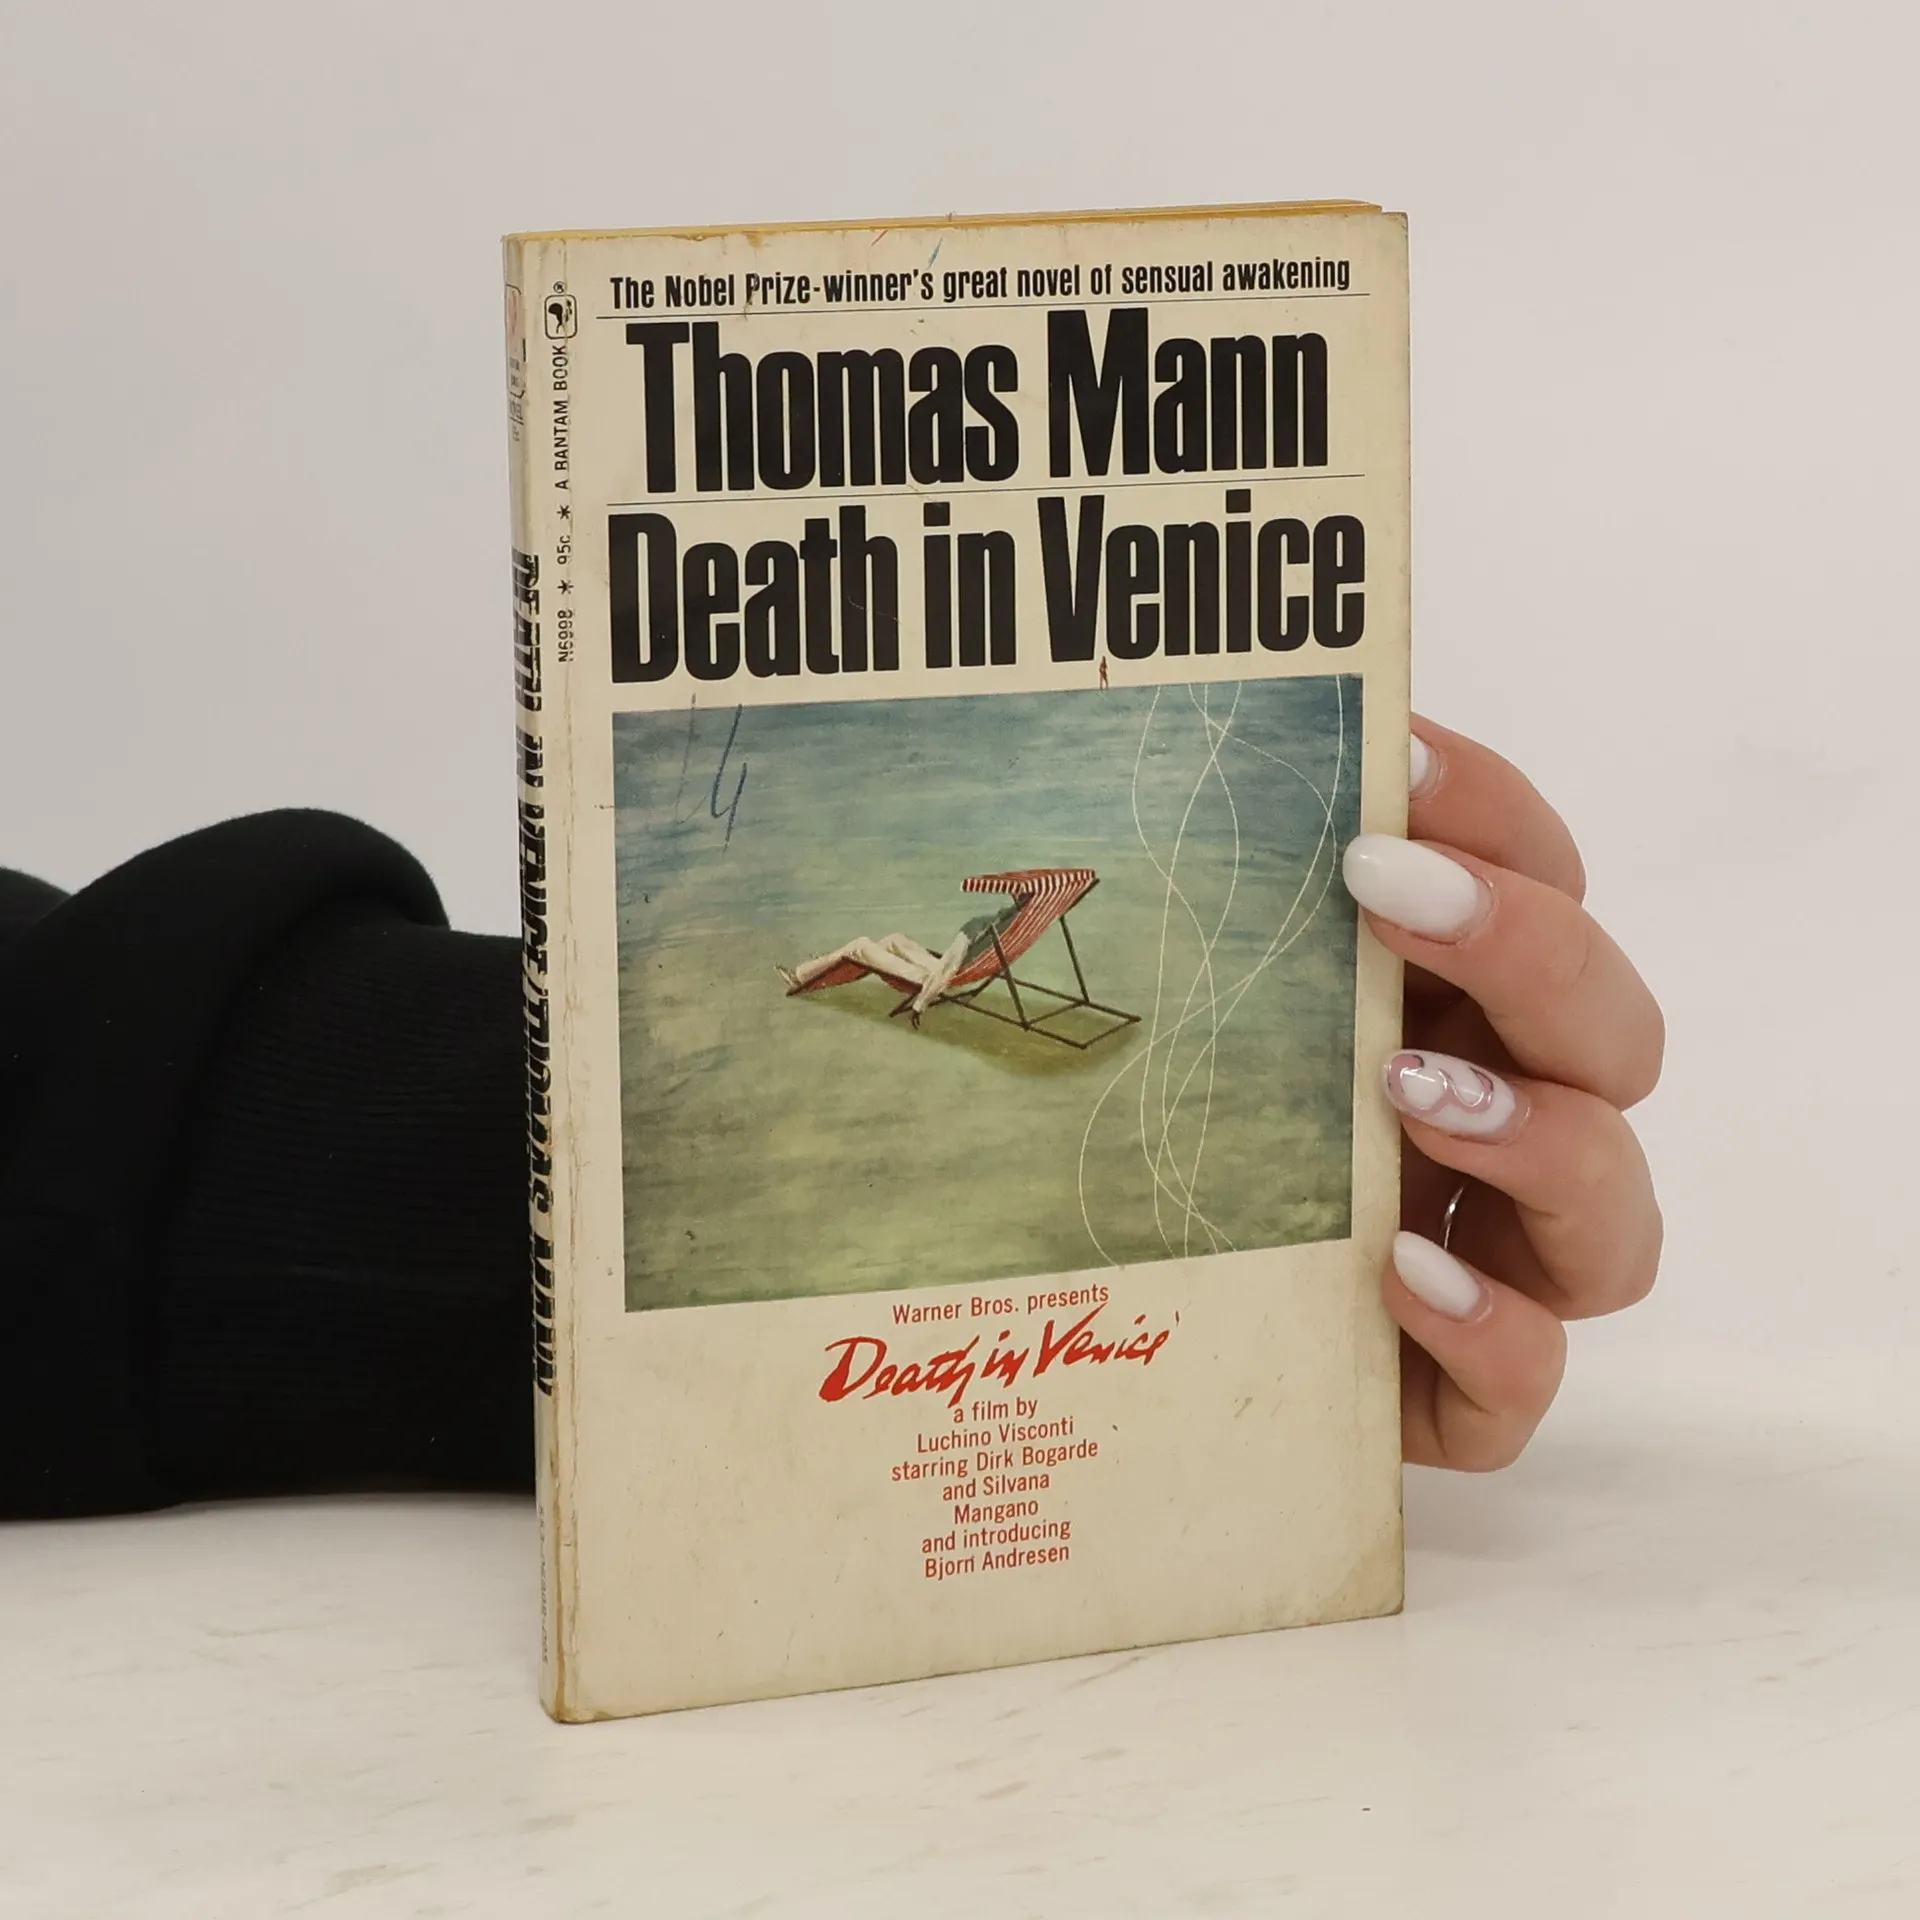 The Nobel Prize-winner's great novel of sensual awakening
Thomas Mann
Death in Venice
14
Warner Bros. presents
Death in Venice
a film by
Luchino Visconti
starring Dirk Bogarde
and Silvana
Mangano
and introducing
Bjorn Andresen
N6998 * 95c * A BANTAM BOOK ®
DEATH IN VENICE/THOMAS MANN